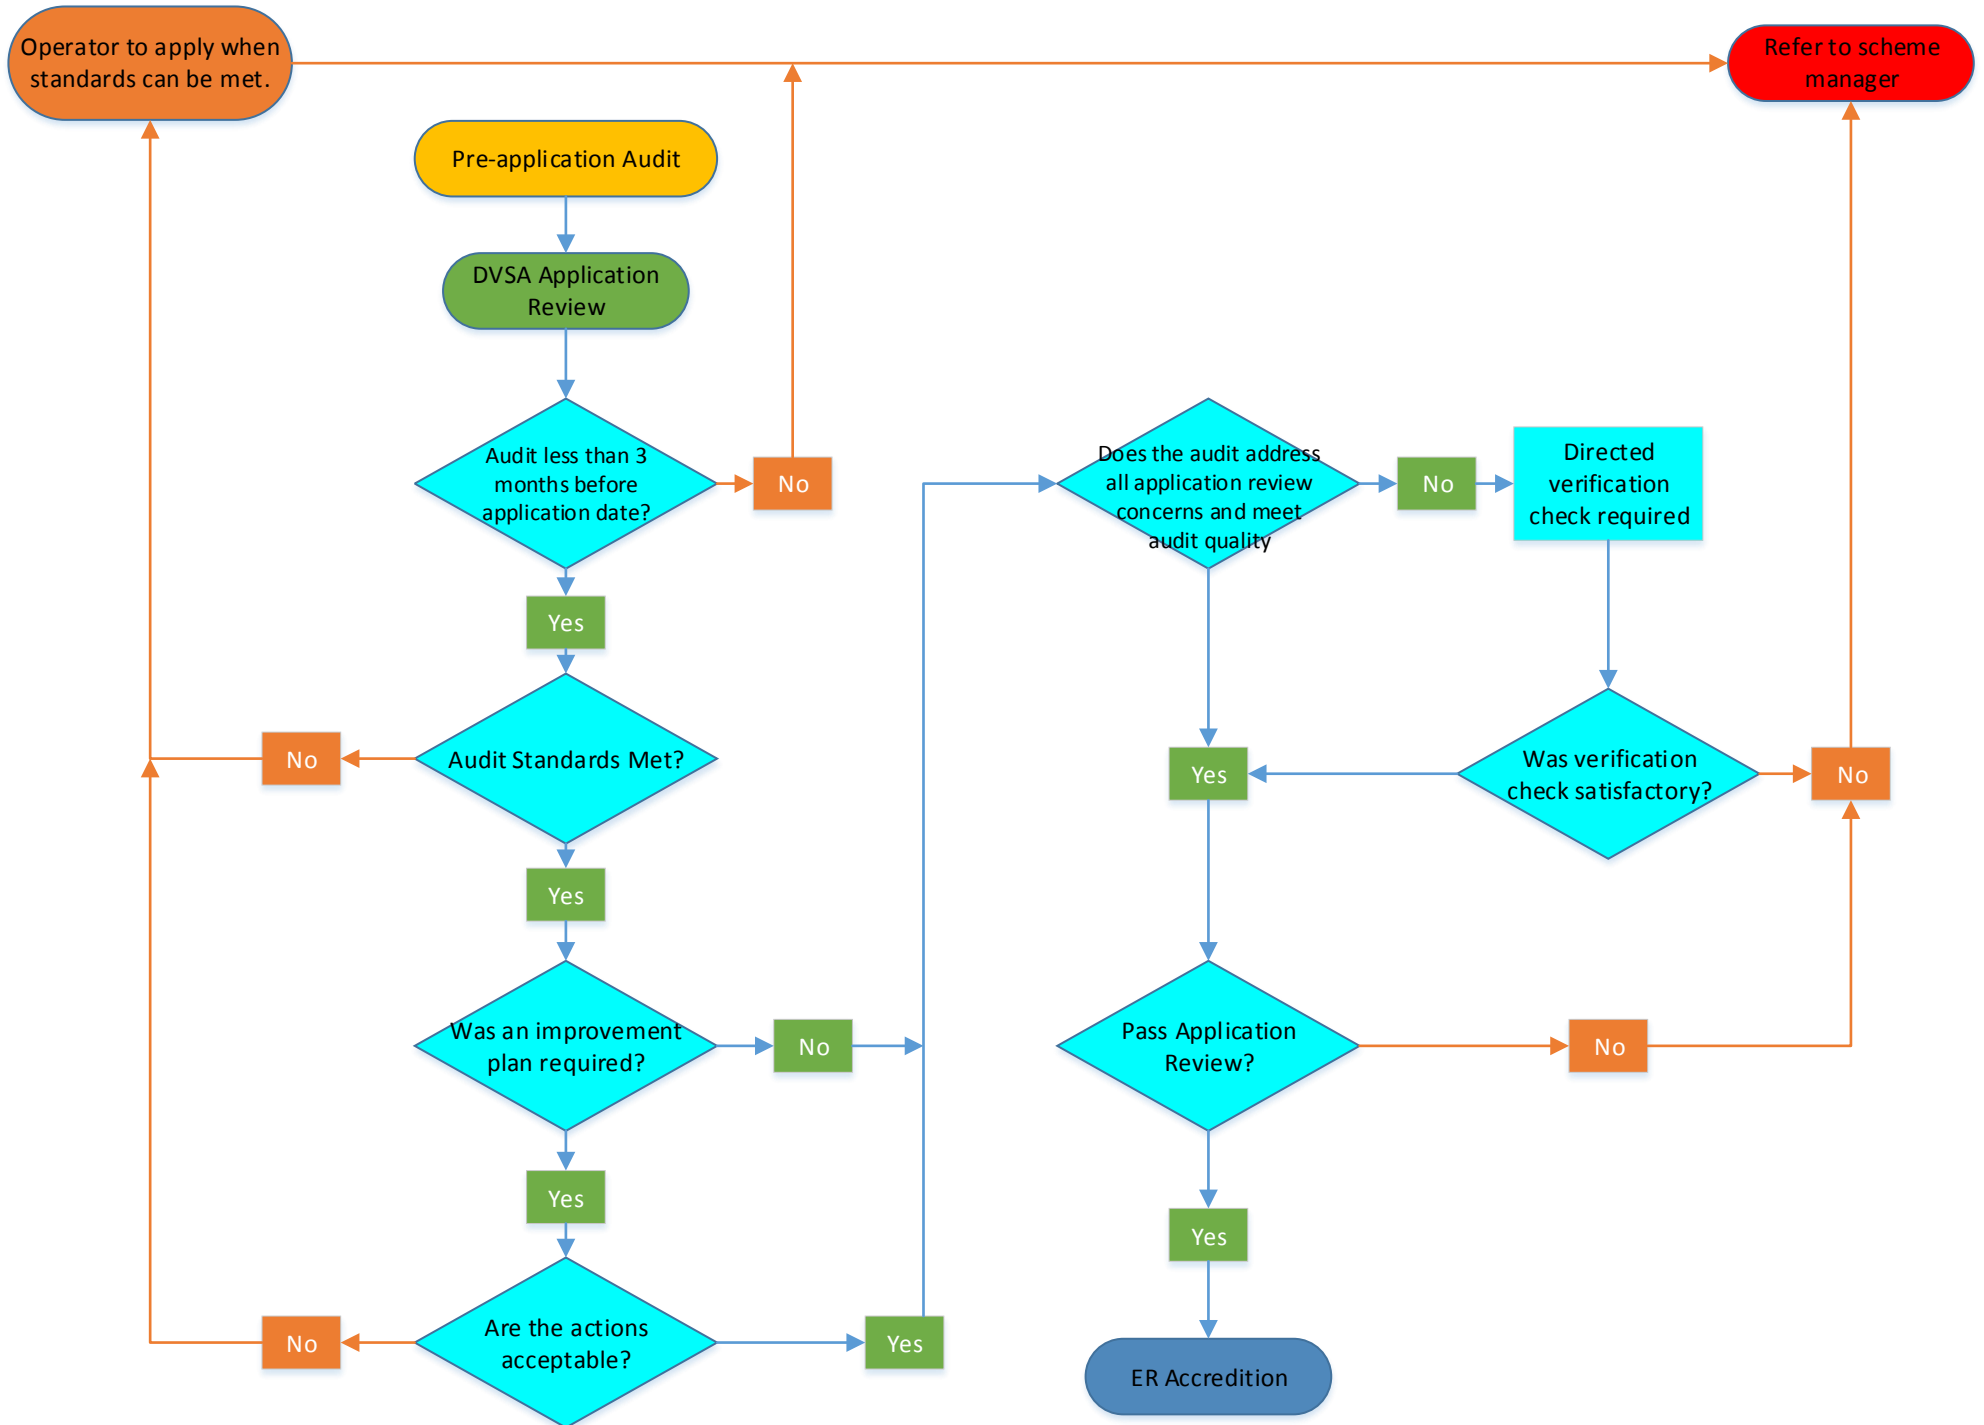 Operator to apply when
standards can be met.
Refer to scheme
manager
Pre-application Audit
DVSA Application
Review
Audit less than 3
months before
application date?
No
Yes
Audit Standards Met?
No
Yes
Was an improvement
plan required?
No
Yes
Are the actions
acceptable?
No
Yes
Does the audit address
all application review
concerns and meet
audit quality
No
Directed
verification
check required
Yes
Was verification
check satisfactory?
No
Pass Application
Review?
No
Yes
ER Accredition